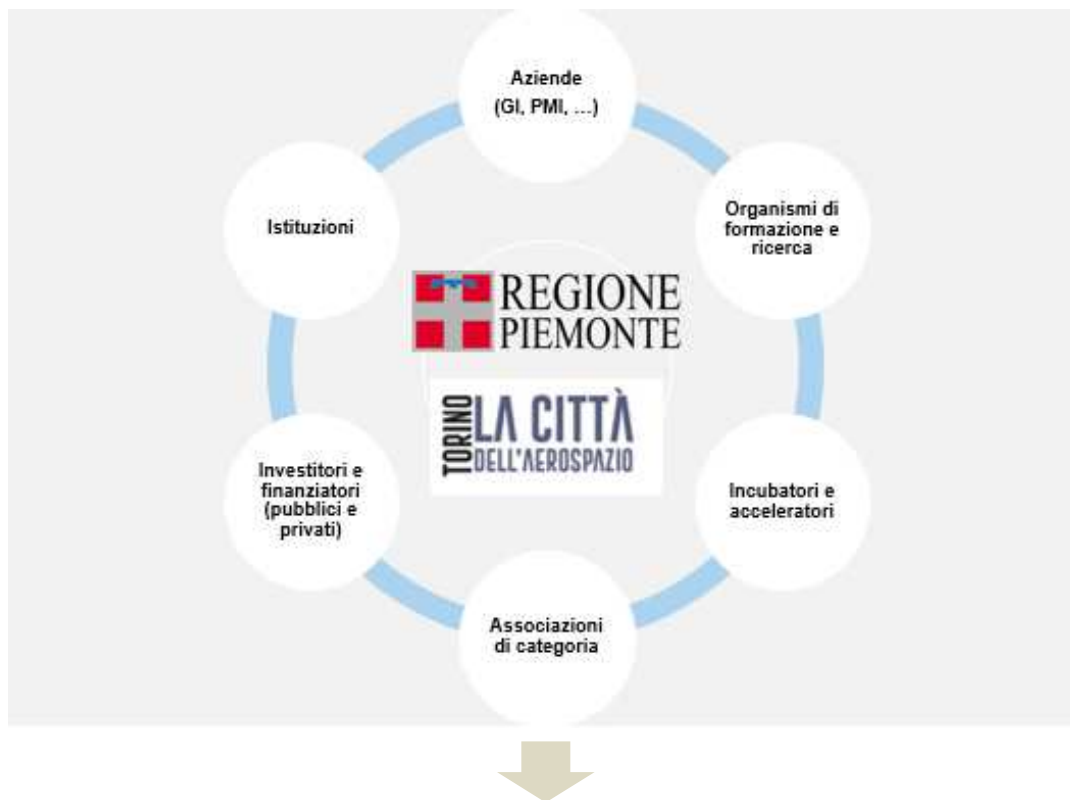 Aziende
(GI, PMI, ...)
Organismi di
formazione e
ricerca
Istituzioni
REGIONE
PIEMONTE
TORINO
LA CITTÀ
DELL'AEROSPAZIO
Investitori e
finanziatori
(pubblici e
privati)
Incubatori e
acceleratori
Associazioni
di categoria